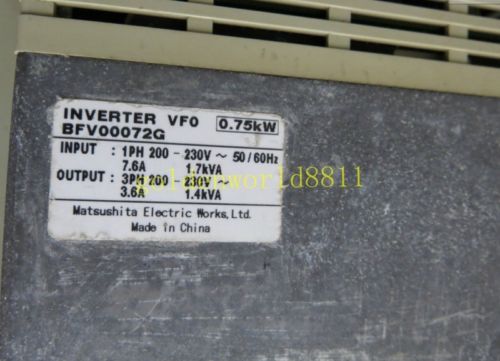 INVERTER VF0 0.75kW
BFV00072G
INPUT : 1PH 200 - 230V ~ 50/60Hz
7.6A 1.7kVA
OUTPUT : 3PH 200 - 230V ~
3.6A 1.4kVA
Matsushita Electric Works, Ltd.
Made in China
goldenworld8811